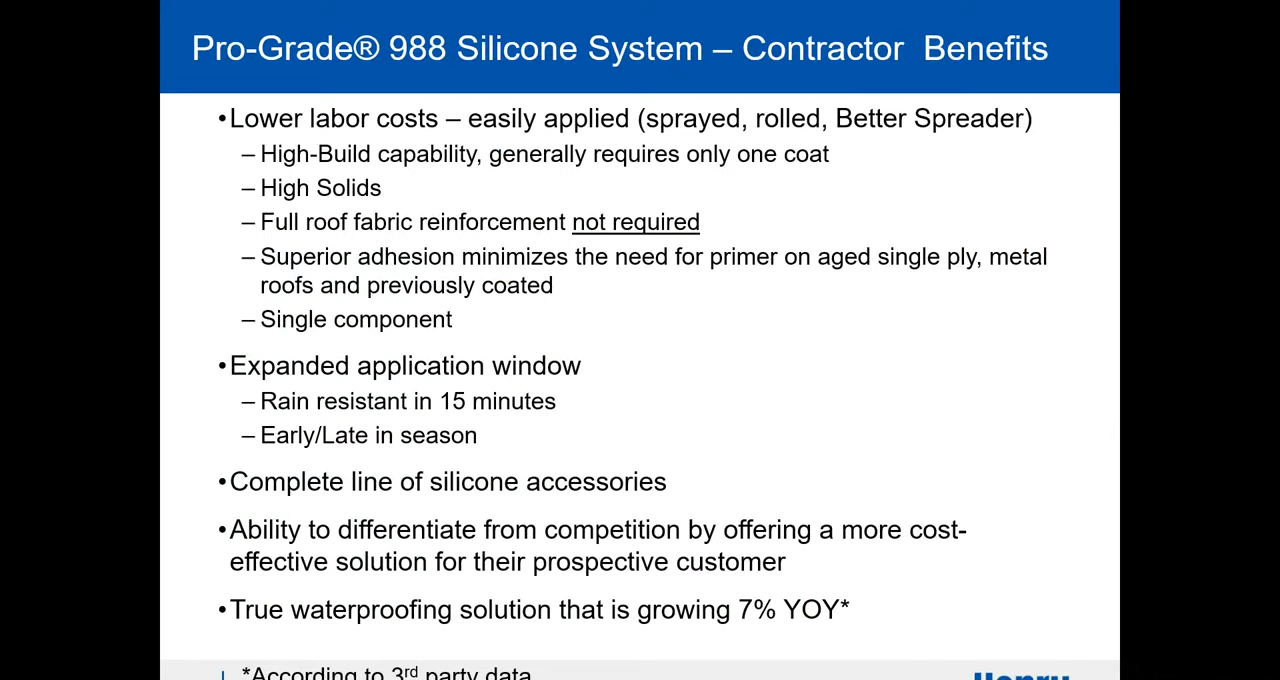 Pro-Grade® 988 Silicone System – Contractor  Benefits
•Lower labor costs – easily applied (sprayed, rolled, Better Spreader)
– High-Build capability, generally requires only one coat
– High Solids
– Full roof fabric reinforcement not required
– Superior adhesion minimizes the need for primer on aged single ply, metal
roofs and previously coated
– Single component
•Expanded application window
– Rain resistant in 15 minutes
– Early/Late in season
•Complete line of silicone accessories
•Ability to differentiate from competition by offering a more cost-
effective solution for their prospective customer
•True waterproofing solution that is growing 7% YOY*
*According to 3rd party data
Henry